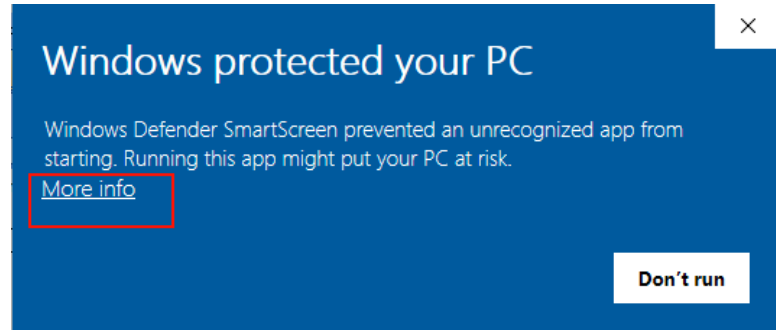 Windows protected your PC
Windows Defender SmartScreen prevented an unrecognized app from
starting. Running this app might put your PC at risk.
More info
Don’t run